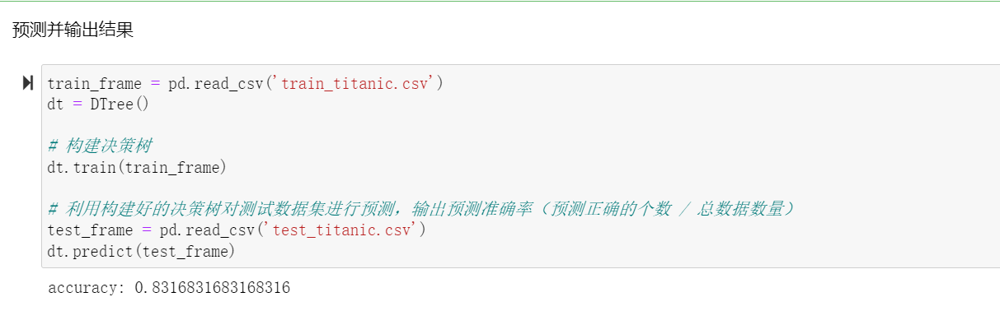 预测并输出结果
train_frame = pd.read_csv('train_titanic.csv')
dt = DTree()
# 构建决策树
dt.train(train_frame)
# 利用构建好的决策树对测试数据集进行预测，输出预测准确率（预测正确的个数 / 总数据数量）
test_frame = pd.read_csv('test_titanic.csv')
dt.predict(test_frame)
accuracy: 0.8316831683168316